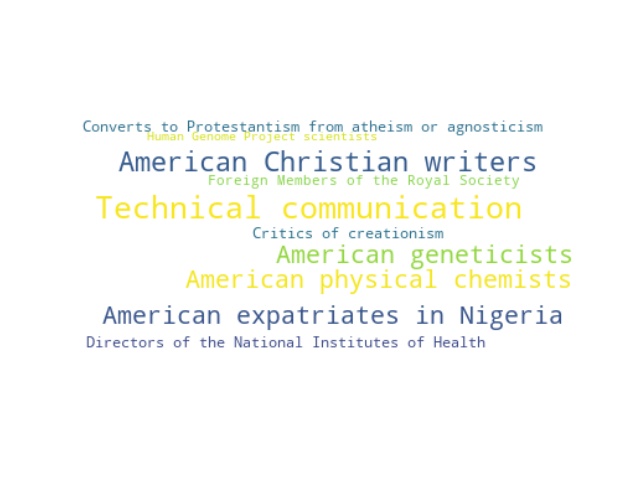 Converts to Protestantism from atheism or agnosticism
Human Genome Project scientists
American Christian writers
Foreign Members of the Royal Society
Technical communication
Critics of creationism
American geneticists
American physical chemists
American expatriates in Nigeria
Directors of the National Institutes of Health